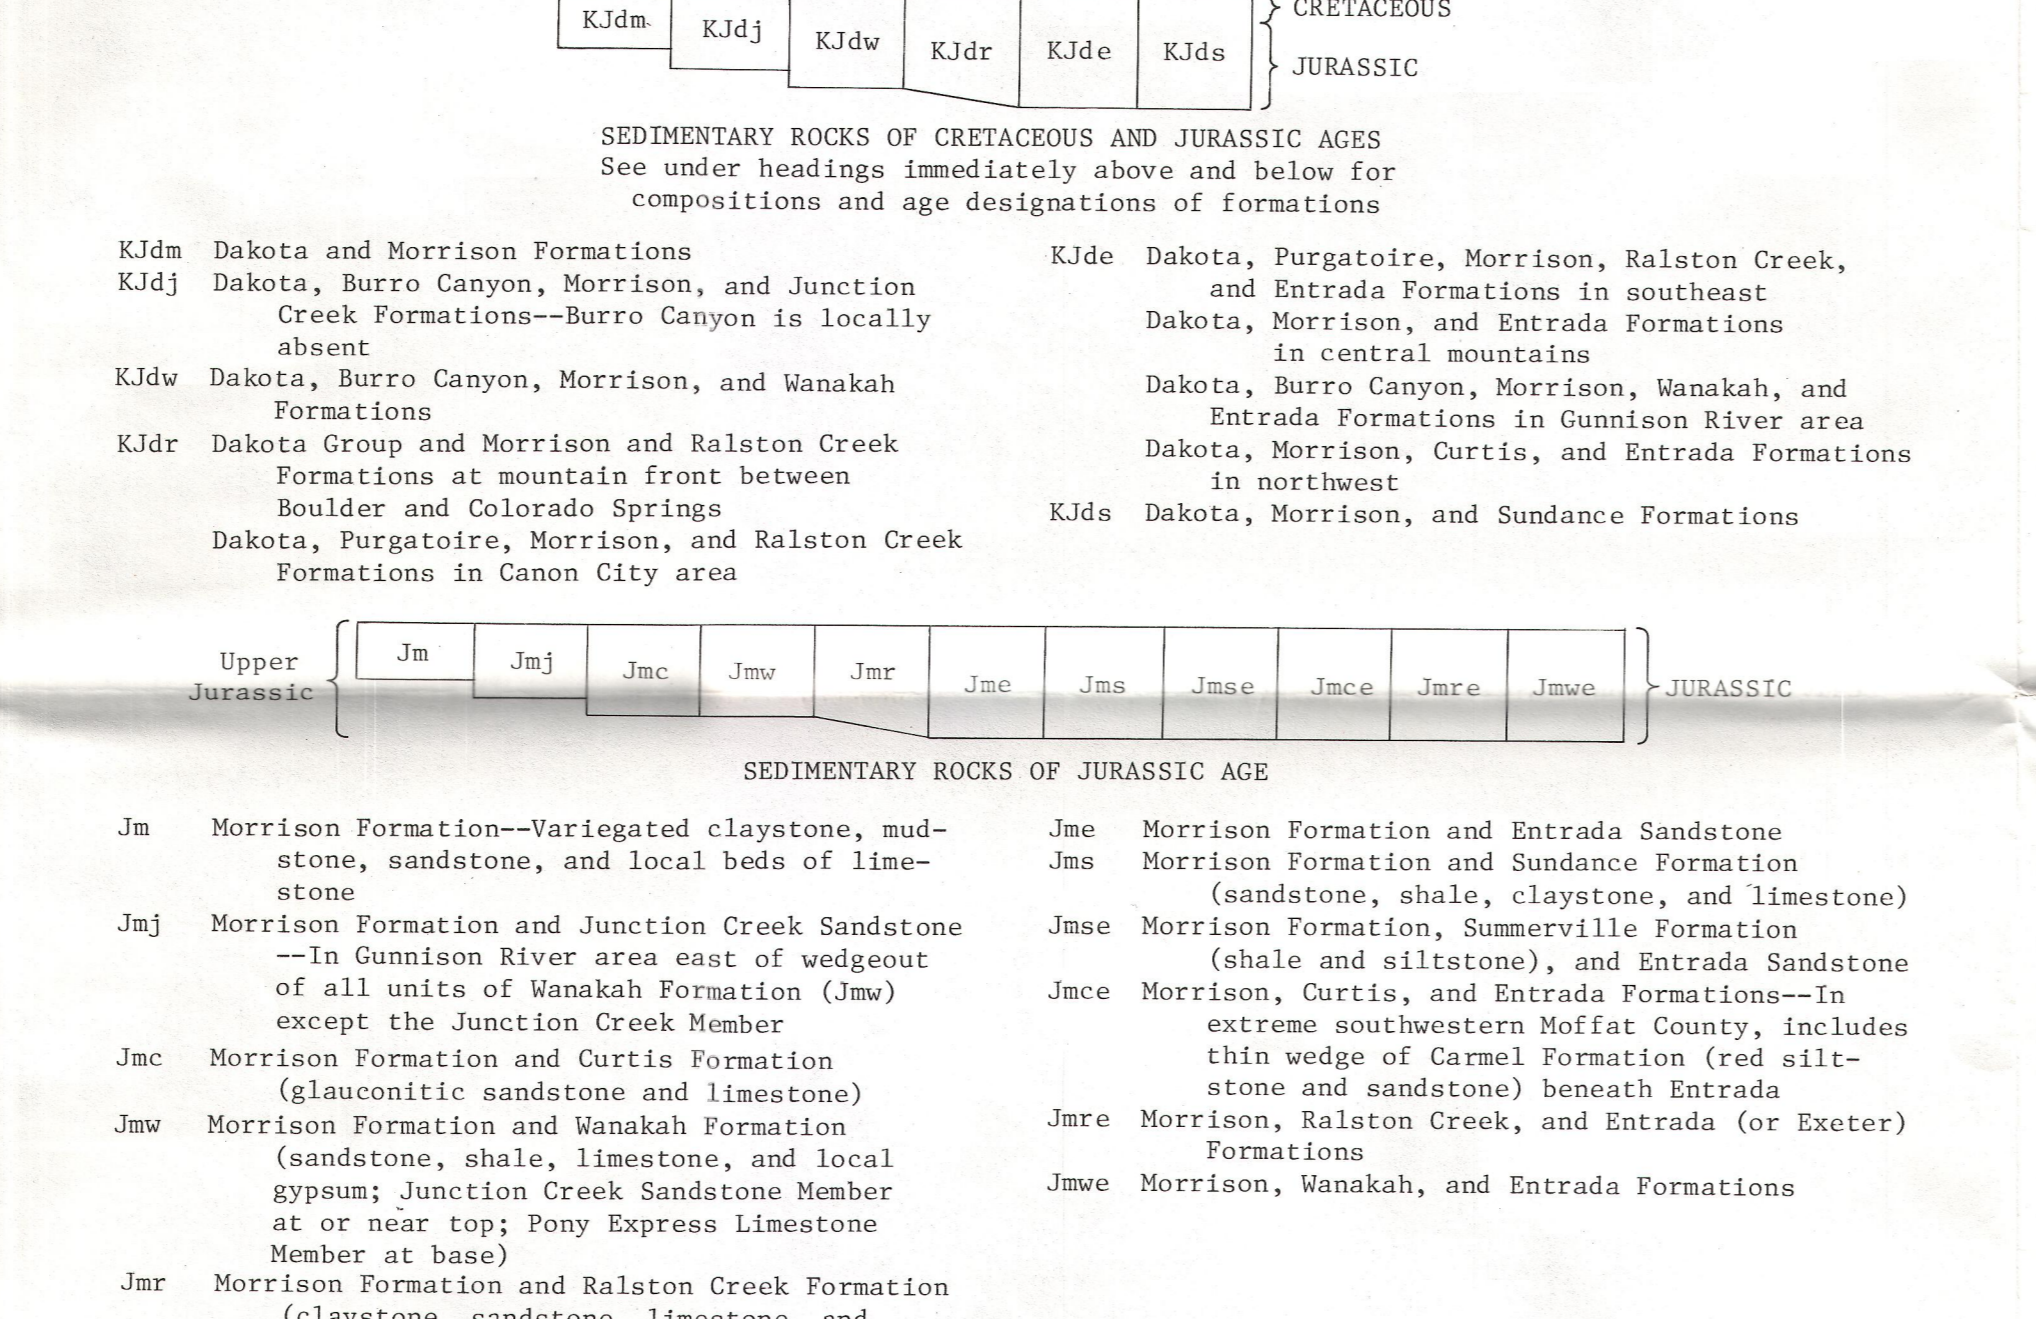 KJdm
KJdj
KJdw
KJdr
KJde
KJds
CRETACEOUS
JURASSIC
SEDIMENTARY ROCKS OF CRETACEOUS AND JURASSIC AGES
See under headings immediately above and below for
compositions and age designations of formations
KJdm Dakota and Morrison Formations
KJdj Dakota, Burro Canyon, Morrison, and Junction
Creek Formations--Burro Canyon is locally
absent
KJdw Dakota, Burro Canyon, Morrison, and Wanakah
Formations
KJdr Dakota Group and Morrison and Ralston Creek
Formations at mountain front between
Boulder and Colorado Springs
Dakota, Purgatoire, Morrison, and Ralston Creek
Formations in Canon City area
KJde Dakota, Purgatoire, Morrison, Ralston Creek,
and Entrada Formations in southeast
Dakota, Morrison, and Entrada Formations
in central mountains
Dakota, Burro Canyon, Morrison, Wanakah, and
Entrada Formations in Gunnison River area
Dakota, Morrison, Curtis, and Entrada Formations
in northwest
KJds Dakota, Morrison, and Sundance Formations
Upper
Jurassic
Jm
Jmj
Jmc
Jmw
Jmr
Jme
Jms
Jmse
Jmce
Jmre
Jmwe
JURASSIC
SEDIMENTARY ROCKS OF JURASSIC AGE
Jm Morrison Formation--Variegated claystone, mud-
stone, sandstone, and local beds of lime-
stone
Jmj Morrison Formation and Junction Creek Sandstone
--In Gunnison River area east of wedgeout
of all units of Wanakah Formation (Jmw)
except the Junction Creek Member
Jmc Morrison Formation and Curtis Formation
(glauconitic sandstone and limestone)
Jmw Morrison Formation and Wanakah Formation
(sandstone, shale, limestone, and local
gypsum; Junction Creek Sandstone Member
at or near top; Pony Express Limestone
Member at base)
Jmr Morrison Formation and Ralston Creek Formation
(claystone, sandstone, limestone, and
Jme Morrison Formation and Entrada Sandstone
Jms Morrison Formation and Sundance Formation
(sandstone, shale, claystone, and limestone)
Jmse Morrison Formation, Summerville Formation
(shale and siltstone), and Entrada Sandstone
Jmce Morrison, Curtis, and Entrada Formations--In
extreme southwestern Moffat County, includes
thin wedge of Carmel Formation (red silt-
stone and sandstone) beneath Entrada
Jmre Morrison, Ralston Creek, and Entrada (or Exeter)
Formations
Jmwe Morrison, Wanakah, and Entrada Formations